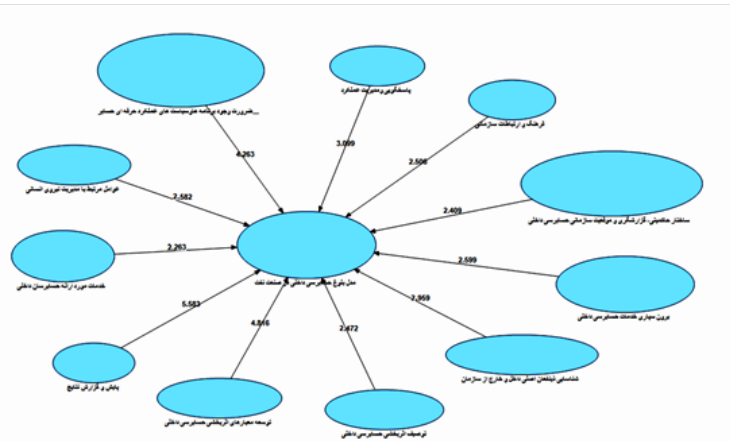 پاسخگویی و مدیریت عملکرد
...ضرورت وجود برنامه های سیاست های عملکرد حرفه ای حسابر
فرهنگ و ارتباطات سازمانی
4.263
3.099
2.506
عوامل مرتبط با مدیریت نیروی انسانی
7.582
2.409
ساختار حاکمیتی، گزارشگری و موقعیت سازمانی حسابرسی داخلی
2.263
2.599
خدمات مورد ارائه حسابرسان داخلی
مدل بلوغ حسابرسی داخلی در صنعت نفت
5.583
7.959
برون سپاری خدمات حسابرسی داخلی
4.816
2.472
پایش و گزارش نتایج
شناسایی ذینفعان اصلی داخل و خارج از سازمان
توسعه معیارهای اثربخشی حسابرسی داخلی
توصیف اثربخشی حسابرسی داخلی